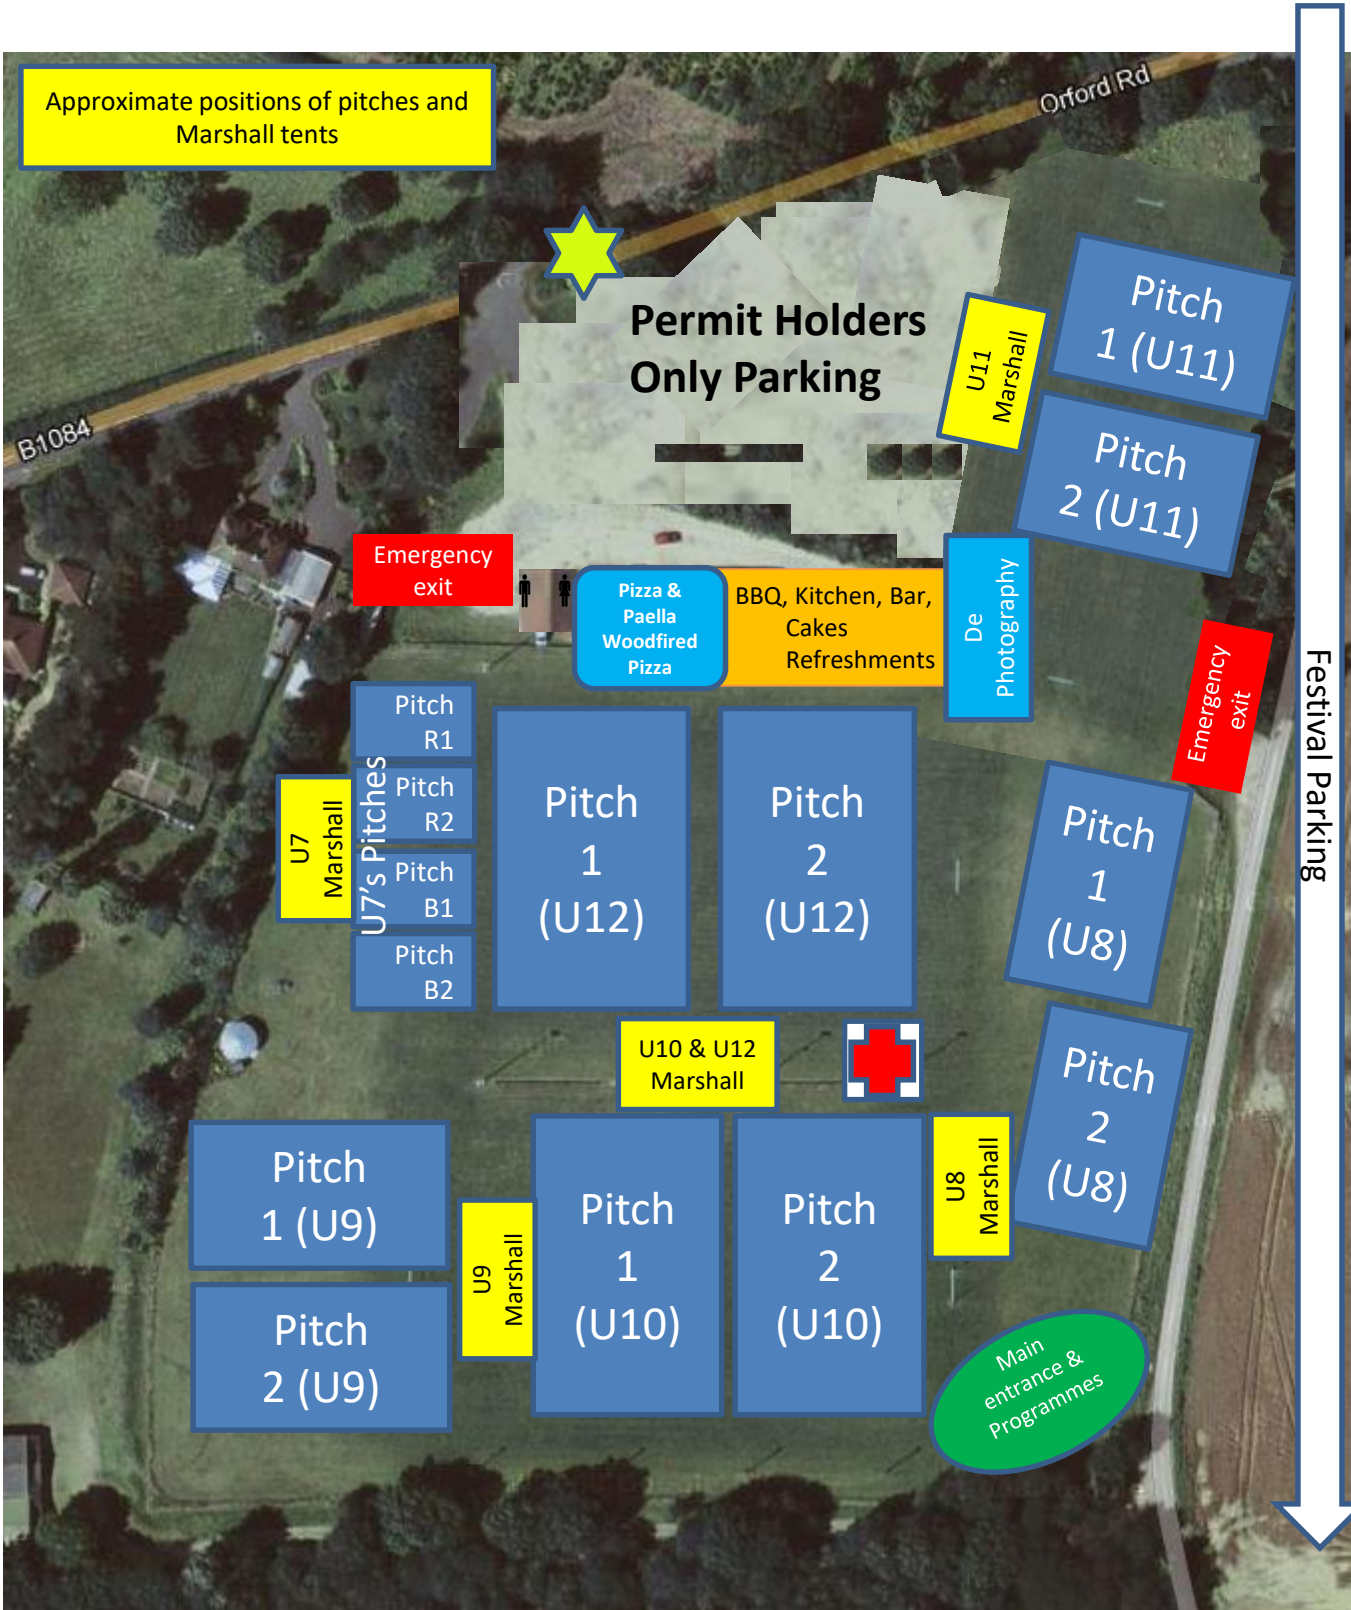 Approximate positions of pitches and
Marshall tents
Orford Rd
B1084
Permit Holders
Only Parking
U11
Marshall
Pitch
1 (U11)
Pitch
2 (U11)
Emergency
exit
Pizza &
Paella
Woodfired
Pizza
BBQ, Kitchen, Bar,
Cakes
Refreshments
De
Photography
Emergency
exit
Festival Parking
U7
Marshall
U7's Pitches
Pitch
R1
Pitch
R2
Pitch
B1
Pitch
B2
Pitch
1
(U12)
Pitch
2
(U12)
Pitch
1
(U8)
Pitch
2
(U8)
U10 & U12
Marshall
U8
Marshall
Pitch
1 (U9)
Pitch
2 (U9)
U9
Marshall
Pitch
1
(U10)
Pitch
2
(U10)
Main
entrance &
Programmes